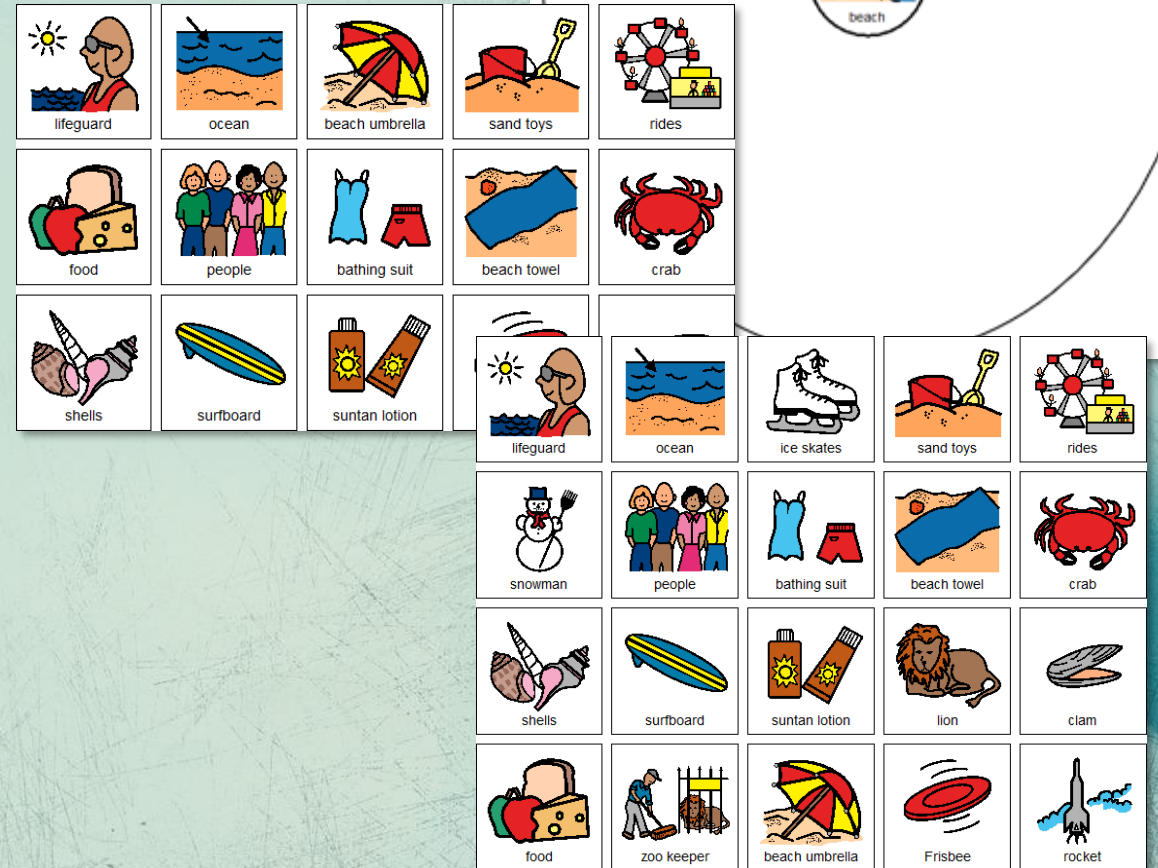 beach
lifeguard
ocean
beach umbrella
sand toys
rides
food
people
bathing suit
beach towel
crab
shells
surfboard
suntan lotion
lifeguard
ocean
ice skates
sand toys
rides
snowman
people
bathing suit
beach towel
crab
shells
surfboard
suntan lotion
lion
clam
food
zoo keeper
beach umbrella
Frisbee
rocket